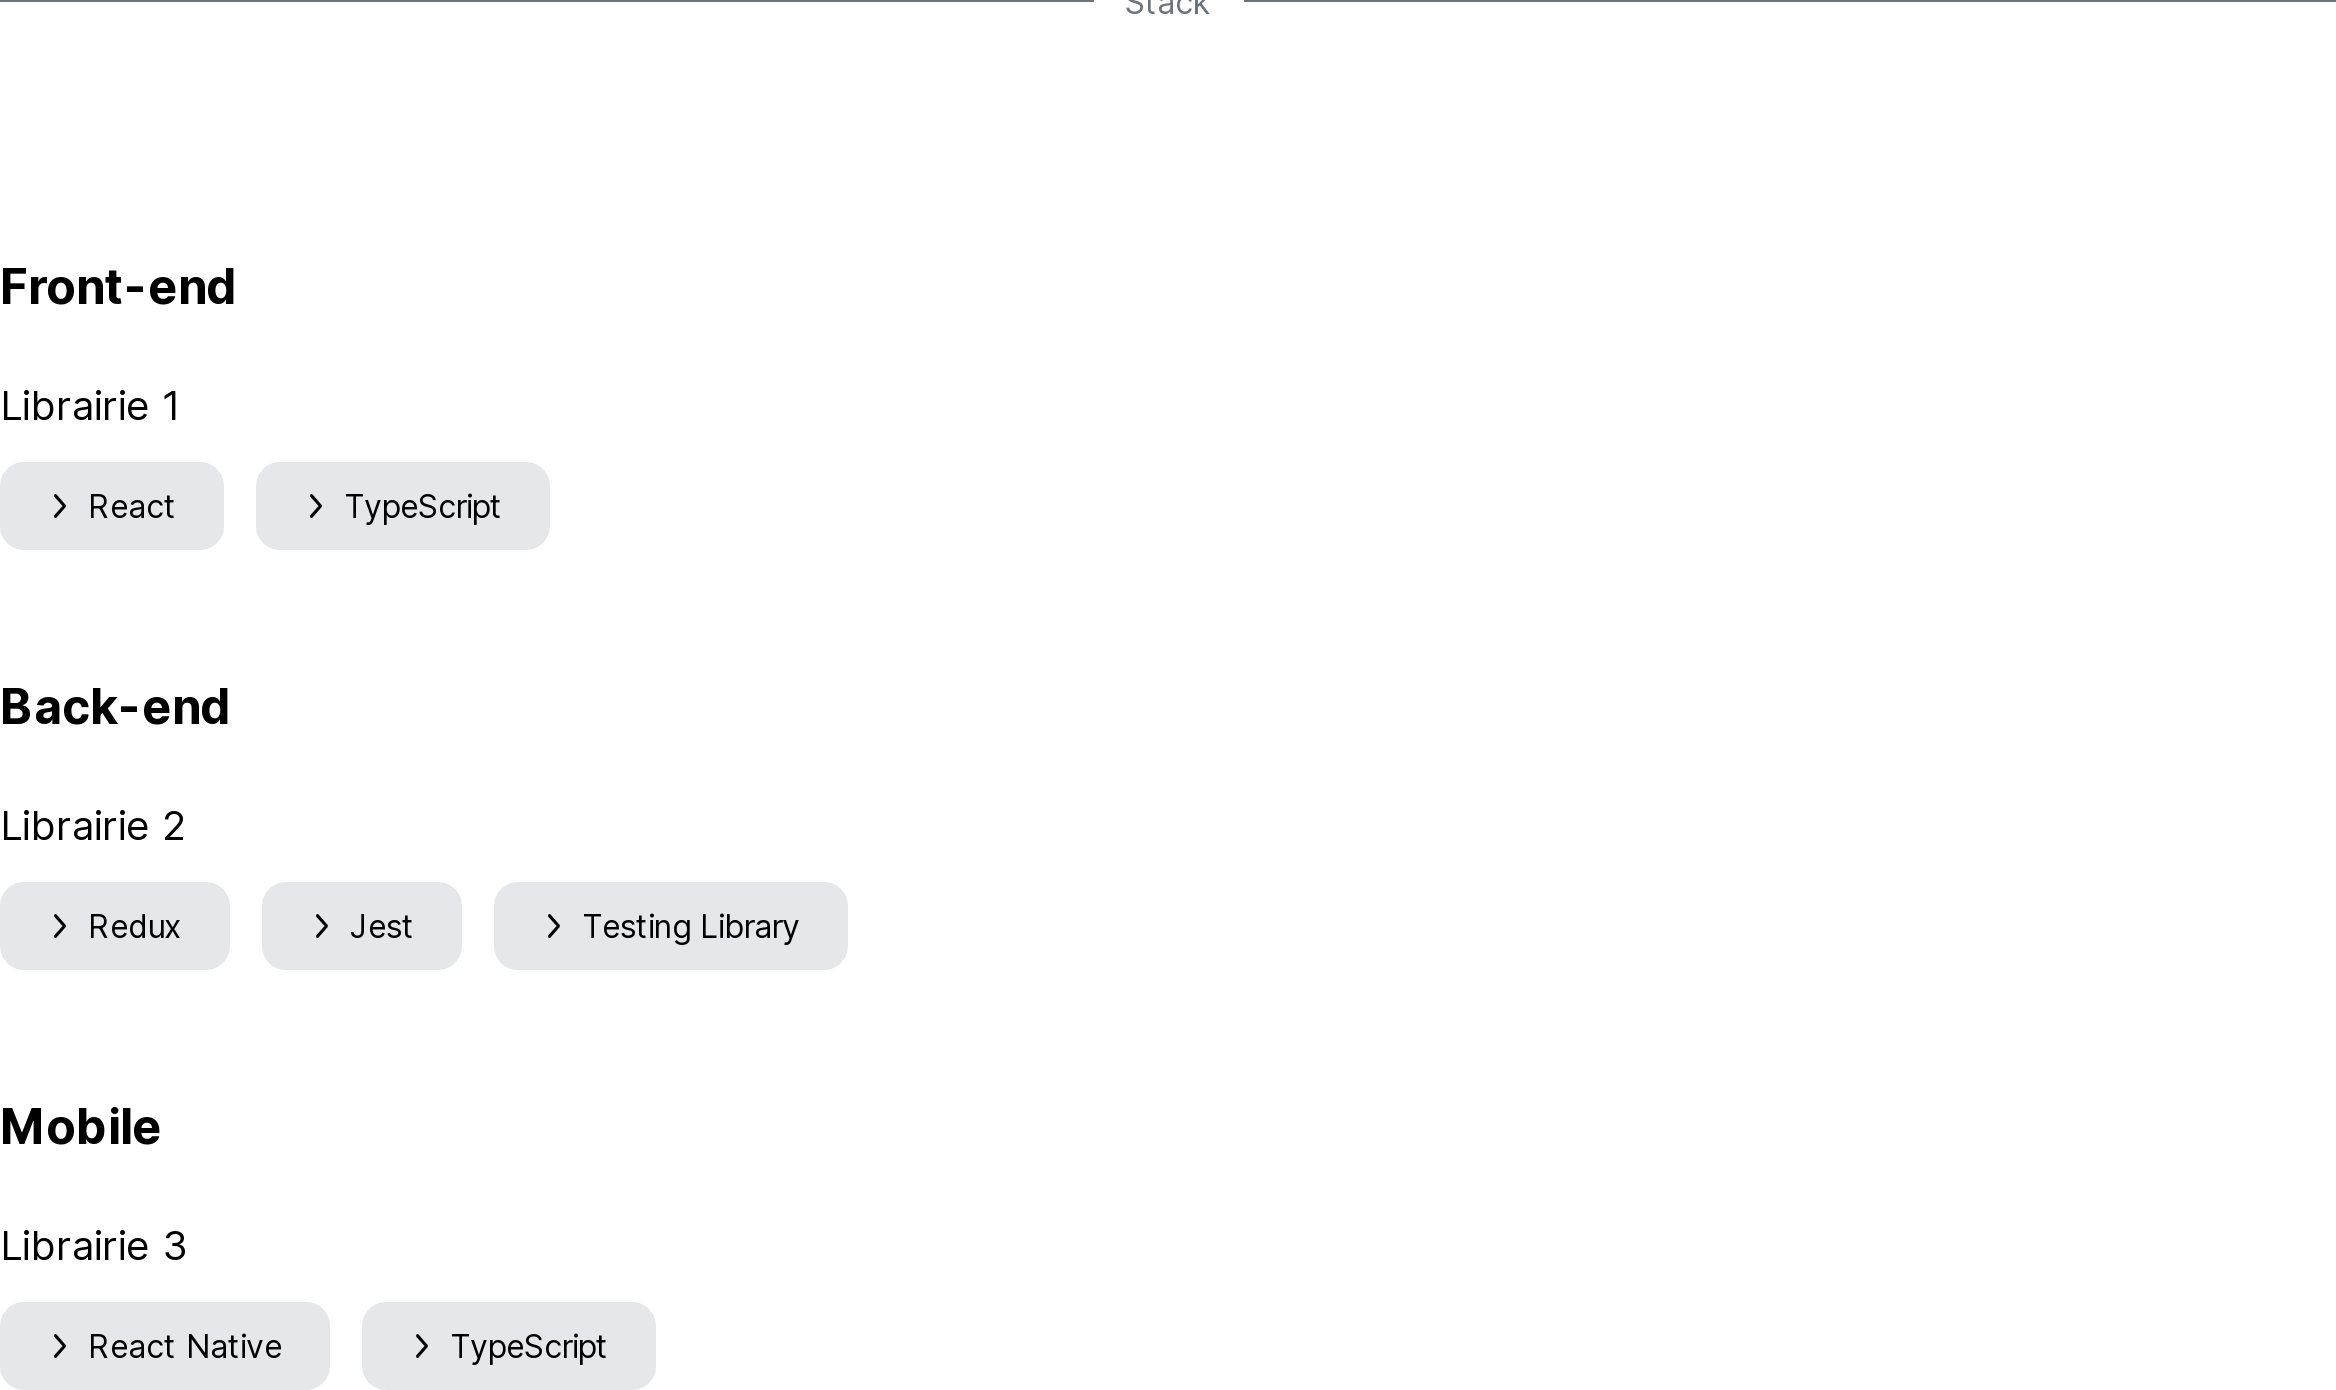 Stack
Front-end
Librairie 1
React
TypeScript
Back-end
Librairie 2
Redux
Jest
Testing Library
Mobile
Librairie 3
React Native
TypeScript